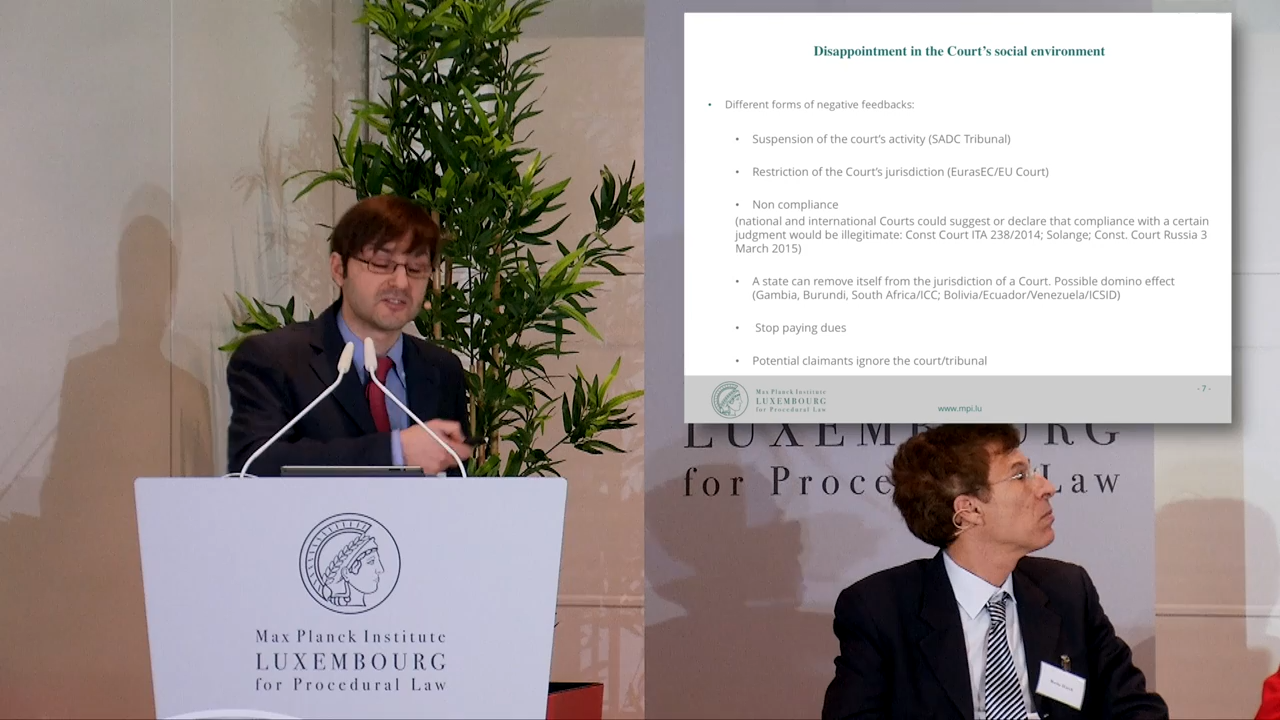 Disappointment in the Court's social environment
• Different forms of negative feedbacks:
• Suspension of the court's activity (SADC Tribunal)
• Restriction of the Court's jurisdiction (EurasEC/EU Court)
• Non compliance
(national and international Courts could suggest or declare that compliance with a certain
judgment would be illegitimate: Const Court ITA 238/2014; Solange; Const. Court Russia 3
March 2015)
• A state can remove itself from the jurisdiction of a Court. Possible domino effect
(Gambia, Burundi, South Africa/ICC; Bolivia/Ecuador/Venezuela/ICSID)
• Stop paying dues
• Potential claimants ignore the court/tribunal
Max Planck Institute
LUXEMBOURG
for Procedural Law
www.mpi.lu
- 7 -
LUXEM URG
for Proce Law
Max Planck Institute
LUXEMBOURG
for Procedural Law